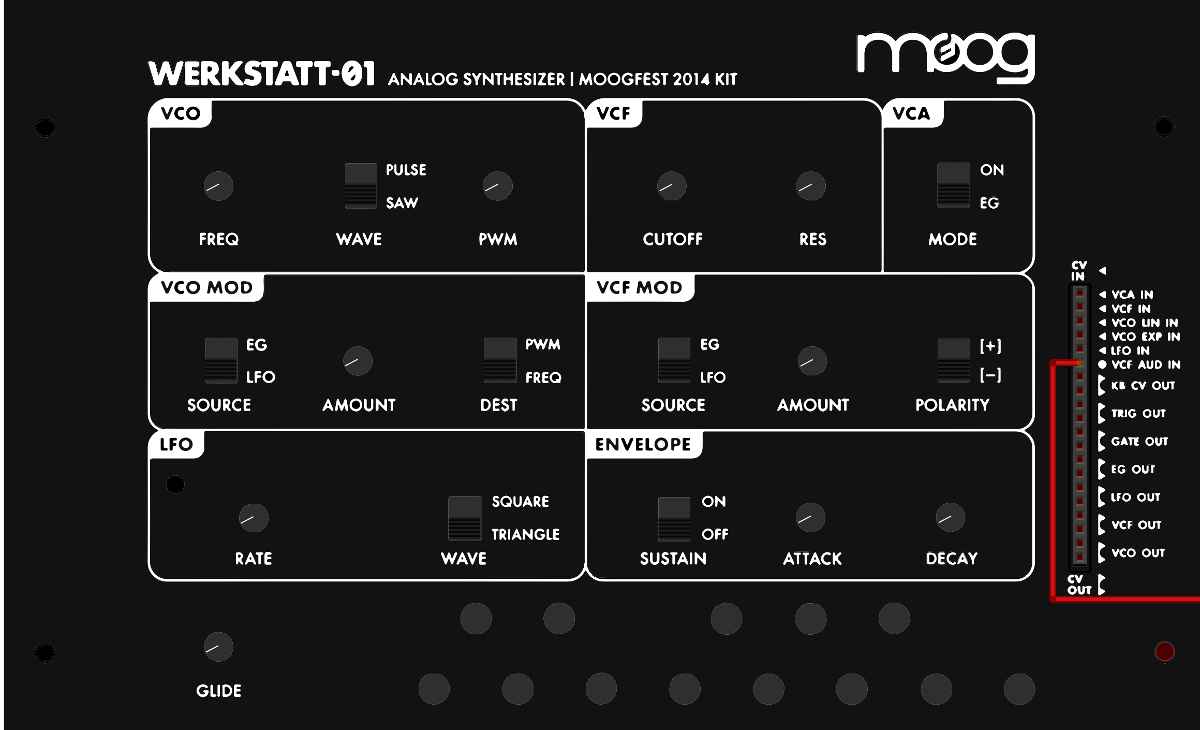 moog
WERKSTATT-01 ANALOG SYNTHESIZER | MOOGFEST 2014 KIT
VCO
PULSE
SAW
FREQ WAVE PWM
VCF
CUTOFF RES
VCA
ON
EG
MODE
VCO MOD
EG PWM
LFO FREQ
SOURCE AMOUNT DEST
VCF MOD
EG [+]
LFO [−]
SOURCE AMOUNT POLARITY
LFO
SQUARE
TRIANGLE
RATE WAVE
ENVELOPE
ON
OFF
SUSTAIN ATTACK DECAY
GLIDE
CV
IN
VCA IN
VCF IN
VCO LIN IN
VCO EXP IN
LFO IN
VCF AUD IN
KB CV OUT
TRIG OUT
GATE OUT
EG OUT
LFO OUT
VCF OUT
VCO OUT
CV
OUT